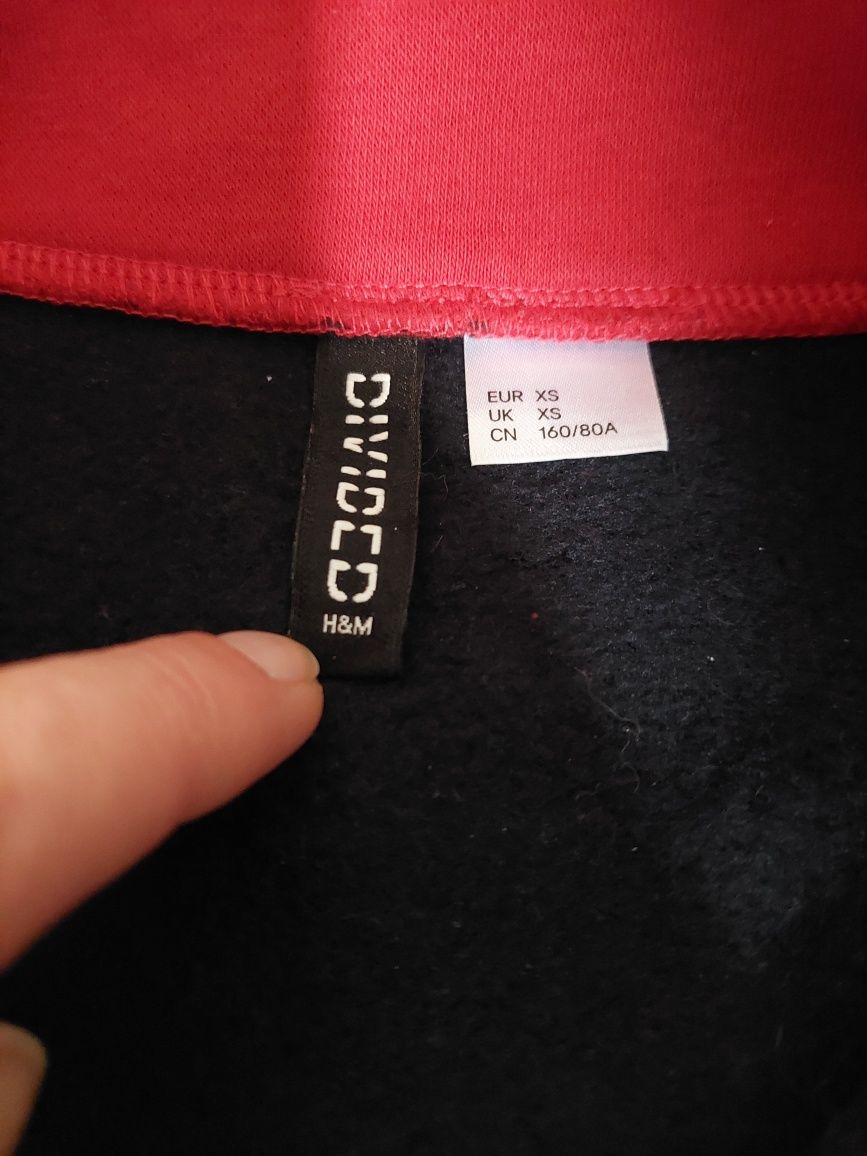 DIVIDED
H&M
EUR XS
UK XS
CN 160/80A